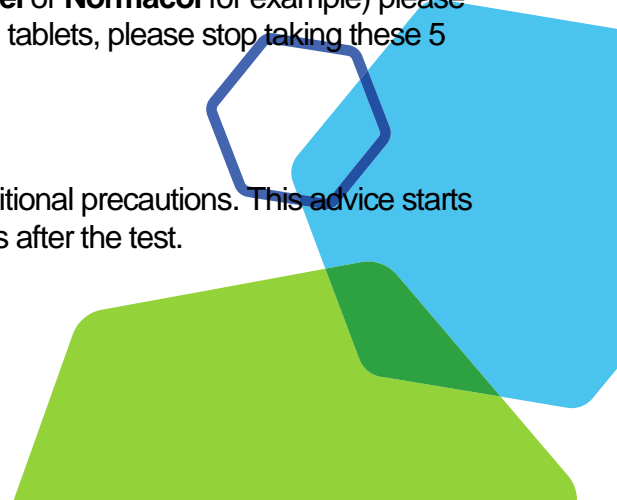 el or Normacol for example) please
tablets, please stop taking these 5
itional precautions. This advice starts
s after the test.